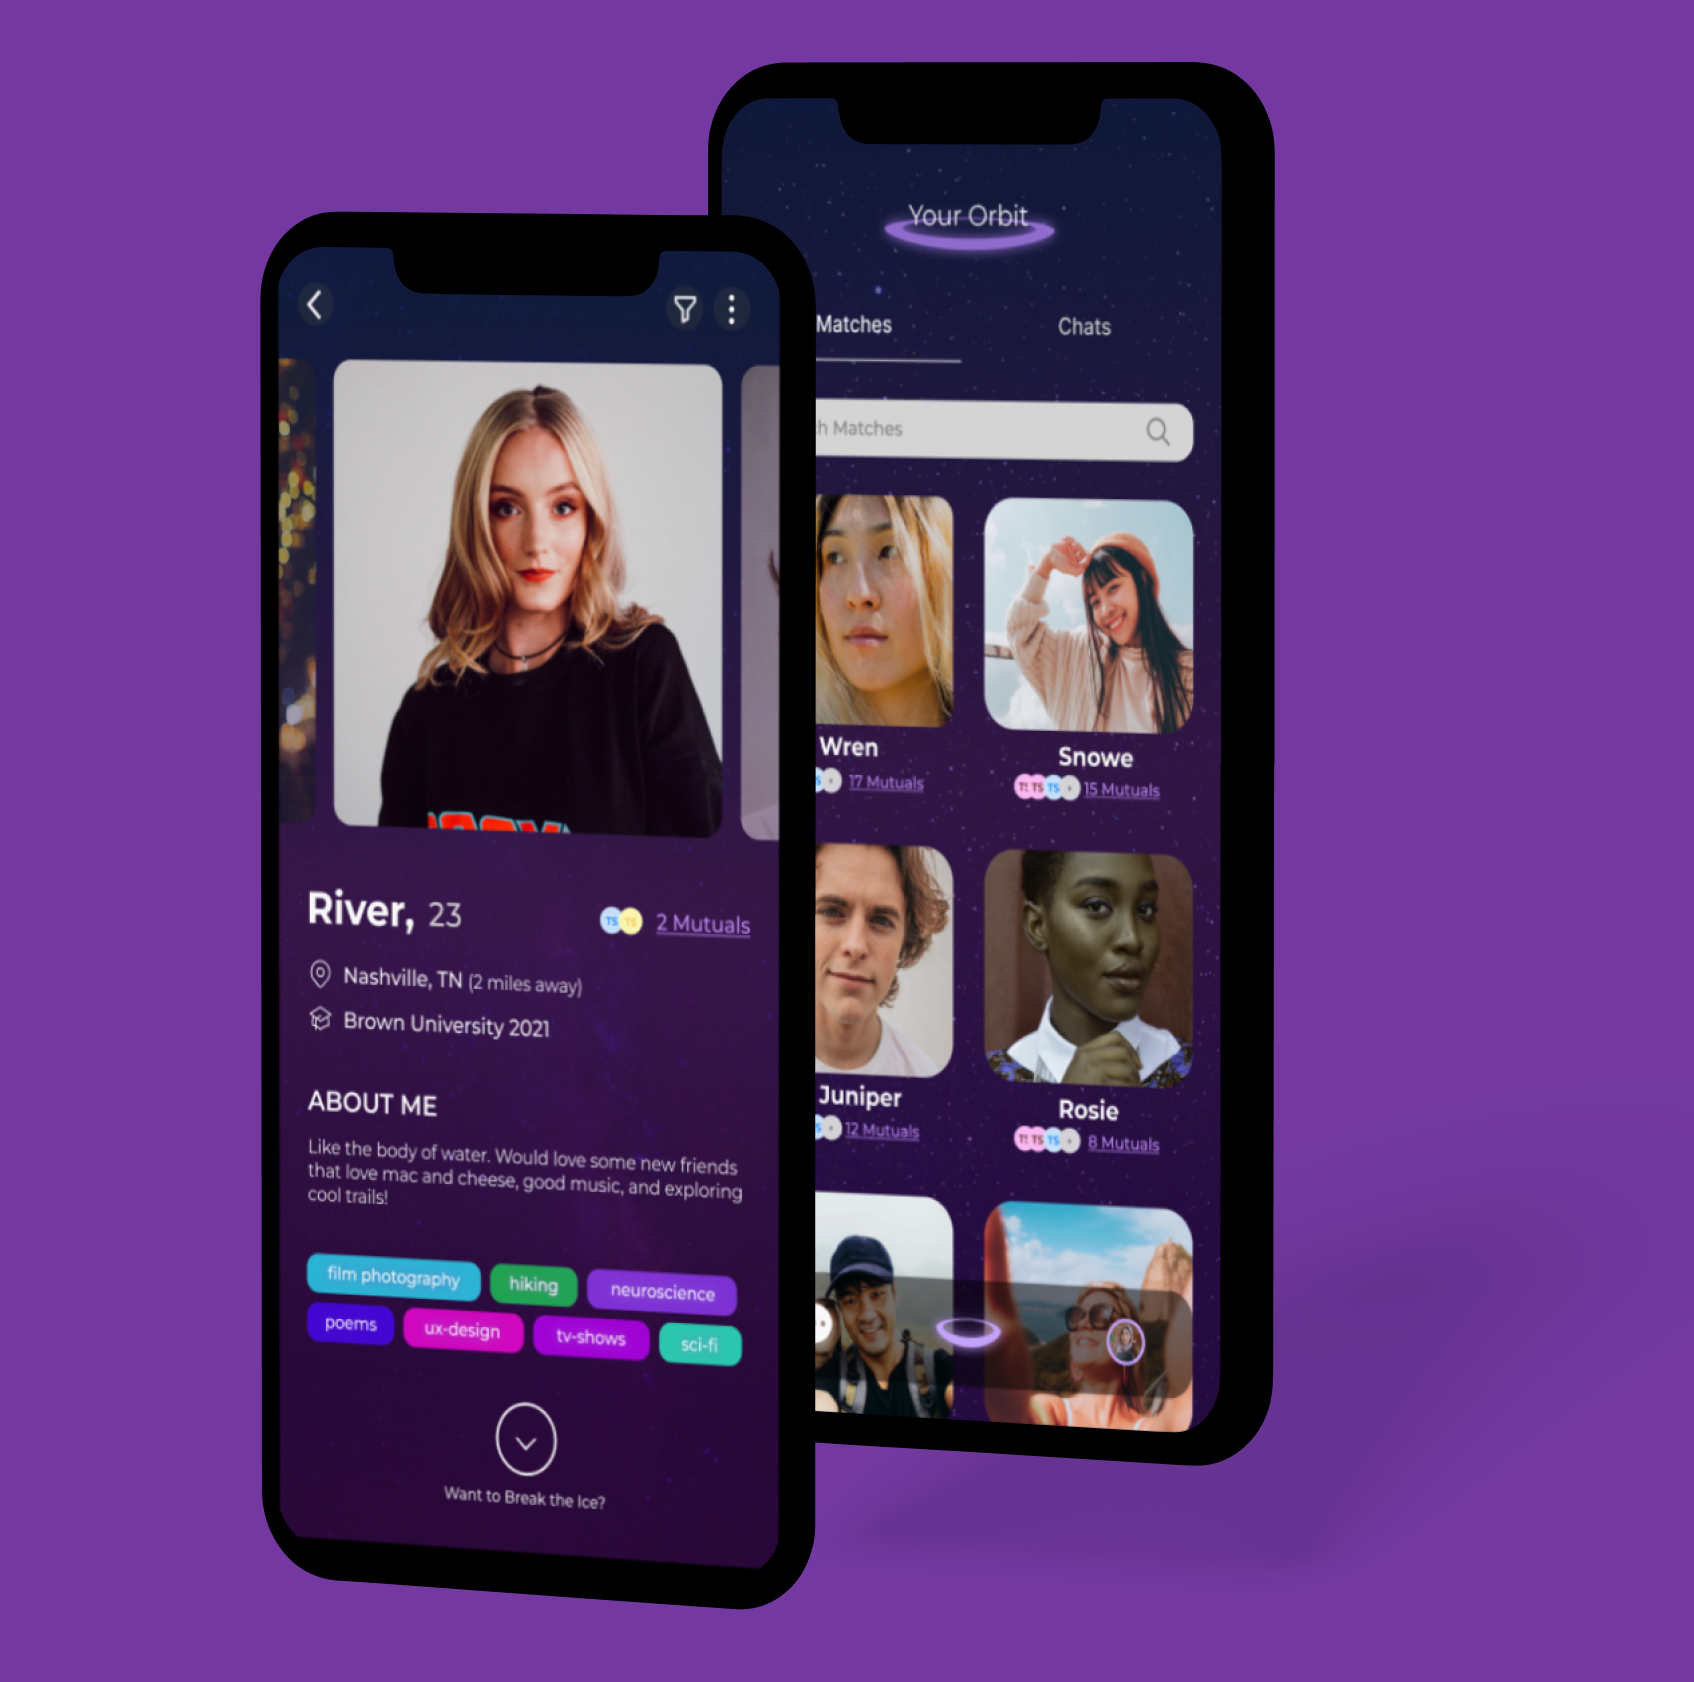 River, 23
2 Mutuals
Nashville, TN (2 miles away)
Brown University 2021
ABOUT ME
Like the body of water. Would love some new friends
that love mac and cheese, good music, and exploring
cool trails!
film photography
hiking
neuroscience
poems
ux-design
tv-shows
sci-fi
Want to Break the Ice?
TS TS
Your Orbit
Matches
Chats
h Matches
Wren
17 Mutuals
Snowe
TS TS
15 Mutuals
Juniper
12 Mutuals
Rosie
TS TS
8 Mutuals